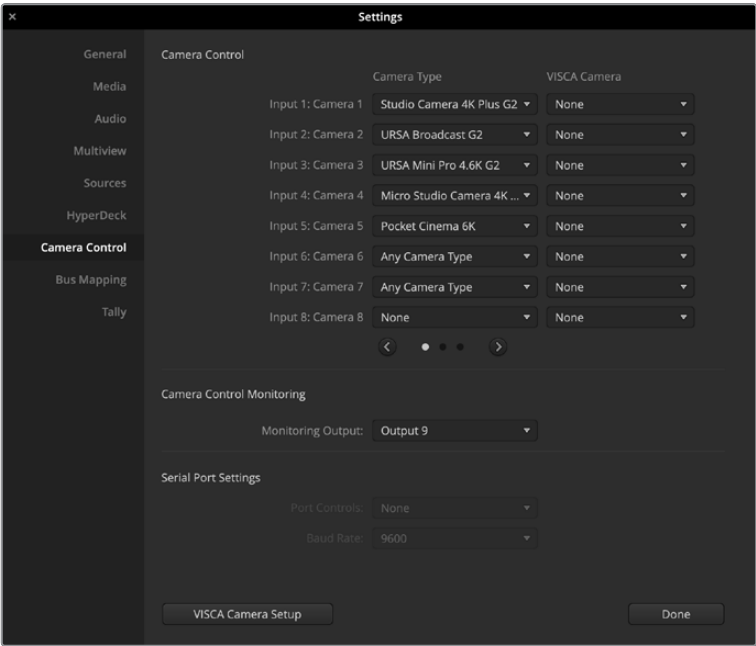 Settings
General
Media
Audio
Multiview
Sources
HyperDeck
Camera Control
Bus Mapping
Tally
Camera Control
Camera Type VISCA Camera
Input 1: Camera 1 Studio Camera 4K Plus G2 None
Input 2: Camera 2 URSA Broadcast G2 None
Input 3: Camera 3 URSA Mini Pro 4.6K G2 None
Input 4: Camera 4 Micro Studio Camera 4K ... None
Input 5: Camera 5 Pocket Cinema 6K None
Input 6: Camera 6 Any Camera Type None
Input 7: Camera 7 Any Camera Type None
Input 8: Camera 8 None None
Camera Control Monitoring
Monitoring Output: Output 9
Serial Port Settings
Port Controls: None
Baud Rate: 9600
VISCA Camera Setup Done